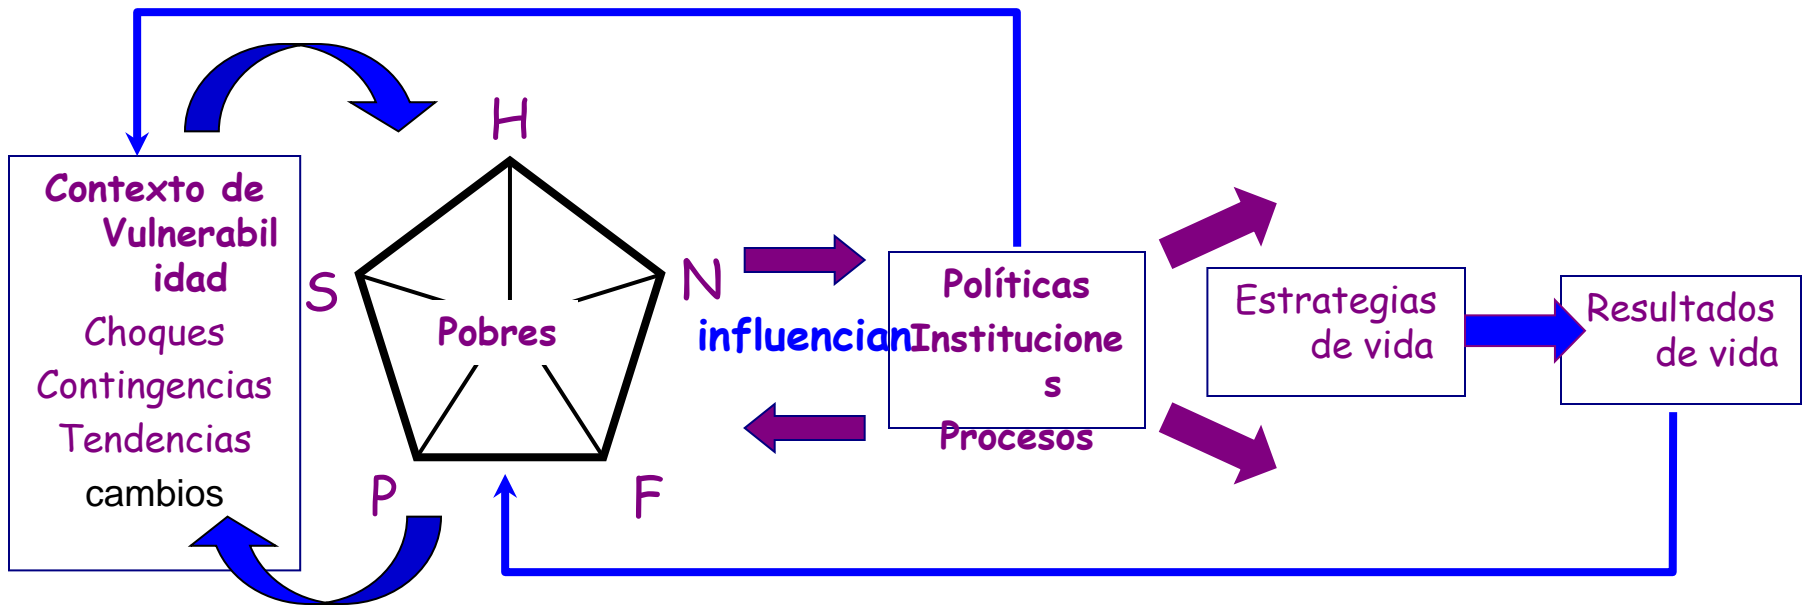 Contexto de
Vulnerabil
idad
Choques
Contingencias
Tendencias
cambios
H
S
N
Pobres
P
F
influencian
Políticas
Institucione
s
Procesos
Estrategias
de vida
Resultados
de vida